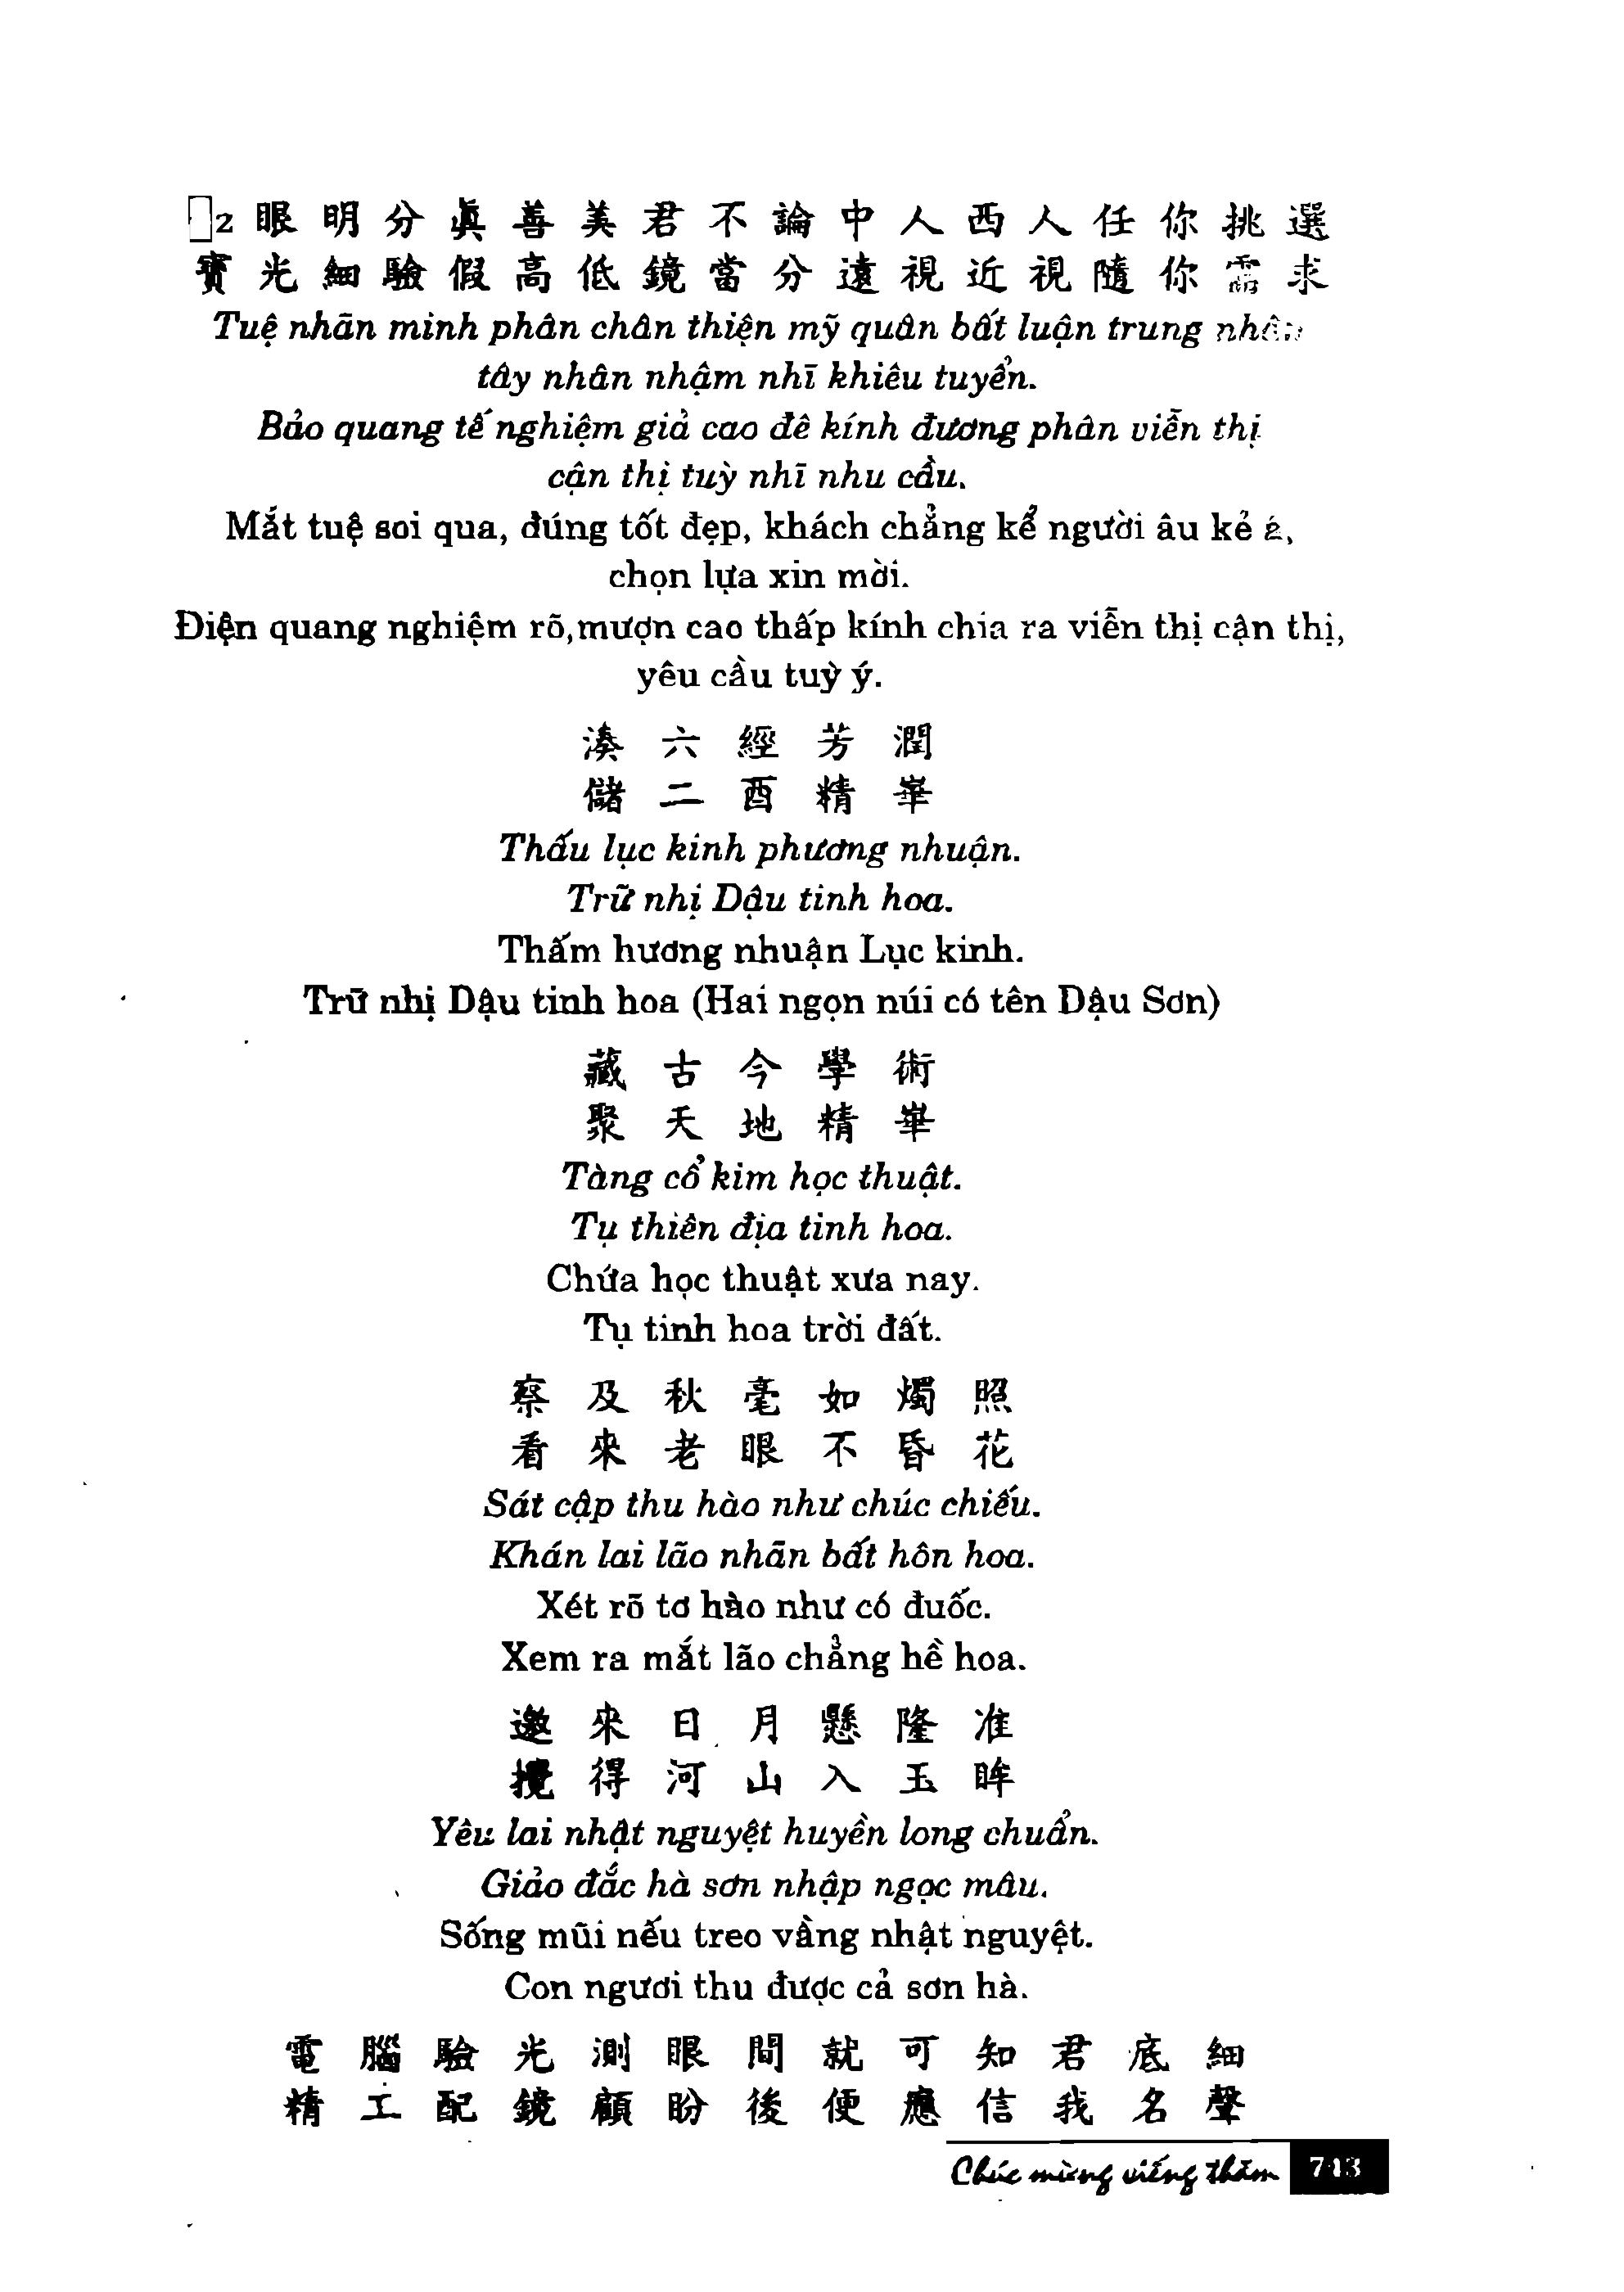 2 眼 明 分 眞 善 美 君 不 論 中 人 西 人 任 你 挑 選
寶 光 細 驗 假 高 低 鏡 當 分 遠 視 近 視 隨 你 需 求
Tuệ nhãn minh phân chân thiện mỹ quân bất luận trung nhân
tây nhân nhậm nhĩ khiêu tuyển.
Bảo quang tế nghiệm giả cao đê kính đương phân viễn thị
cận thị tuỳ nhĩ nhu cầu.
Mắt tuệ soi qua, đúng tốt đẹp, khách chẳng kể người âu kẻ á,
chọn lựa xin mời.
Điện quang nghiệm rõ,mượn cao thấp kính chia ra viễn thị cận thị,
yêu cầu tuỳ ý.
湊 六 經 芳 潤
儲 二 酉 精 華
Thấu lục kinh phương nhuận.
Trữ nhị Dậu tinh hoa.
Thấm hương nhuận Lục kinh.
Trữ nhị Dậu tinh hoa (Hai ngọn núi có tên Dậu Sơn)
藏 古 今 學 術
聚 天 地 精 華
Tàng cổ kim học thuật.
Tụ thiên địa tinh hoa.
Chứa học thuật xưa nay.
Tụ tinh hoa trời đất.
察 及 秋 毫 如 燭 照
看 來 老 眼 不 昏 花
Sát cập thu hào như chúc chiếu.
Khán lai lão nhãn bất hôn hoa.
Xét rõ tơ hào như có đuốc.
Xem ra mắt lão chẳng hề hoa.
邀 來 日 月 懸 隆 准
攪 得 河 山 入 玉 眸
Yêu lai nhật nguyệt huyền long chuẩn.
Giảo đắc hà sơn nhập ngọc mâu.
Sống mũi nếu treo vầng nhật nguyệt.
Con ngươi thu được cả sơn hà.
電 腦 驗 光 測 眼 間 就 可 知 君 底 細
精 工 配 鏡 顧 盼 後 便 應 信 我 名 聲
Chúc mừng viếng thăm 743